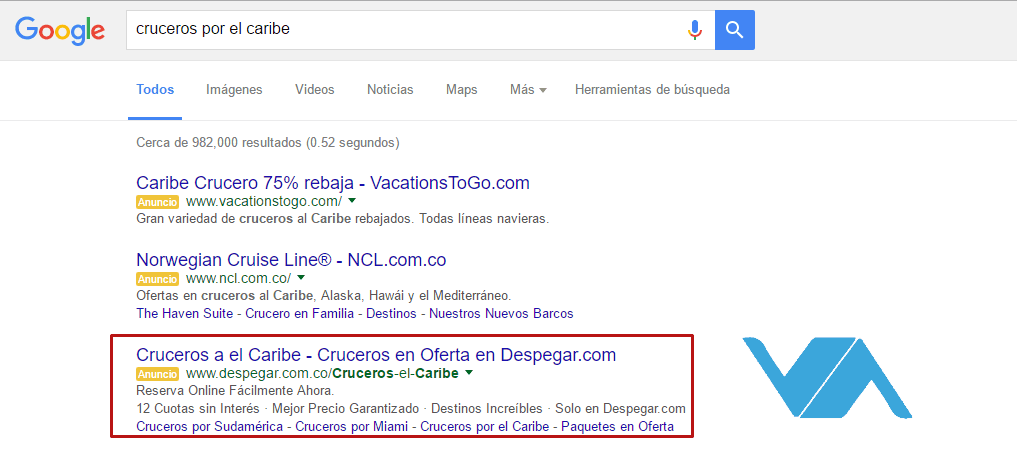 Google
cruceros por el caribe
Todos Imágenes Videos Noticias Maps Más Herramientas de búsqueda
Cerca de 982,000 resultados (0.52 segundos)
Caribe Crucero 75% rebaja - VacationsToGo.com
Anuncio www.vacationstogo.com/
Gran variedad de cruceros al Caribe rebajados. Todas líneas navieras.
Norwegian Cruise Line® - NCL.com.co
Anuncio www.ncl.com.co/
Ofertas en cruceros al Caribe, Alaska, Hawái y el Mediterráneo.
The Haven Suite - Crucero en Familia - Destinos - Nuestros Nuevos Barcos
Cruceros a el Caribe - Cruceros en Oferta en Despegar.com
Anuncio www.despegar.com.co/Cruceros-el-Caribe
Reserva Online Fácilmente Ahora.
12 Cuotas sin Interés · Mejor Precio Garantizado · Destinos Increíbles · Solo en Despegar.com
Cruceros por Sudamérica - Cruceros por Miami - Cruceros por el Caribe - Paquetes en Oferta